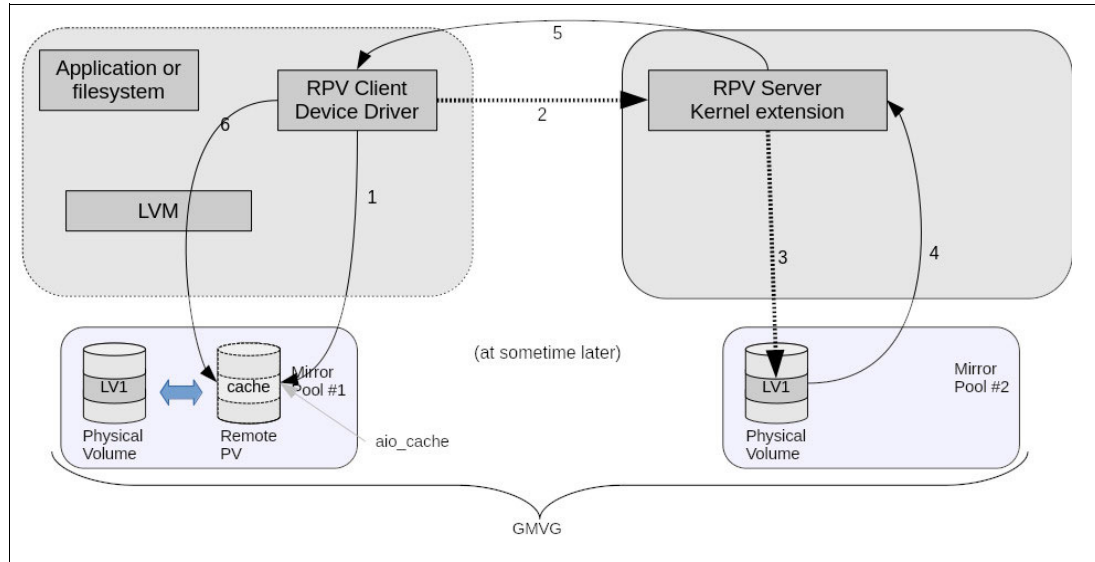 5
Application or
filesystem
RPV Client
Device Driver
RPV Server
Kernel extension
2
6
1
LVM
3
4
(at sometime later)
LV1
cache
Mirror
Pool #1
LV1
Mirror
Pool #2
Physical
Volume
Remote
PV
aio_cache
Physical
Volume
GMVG